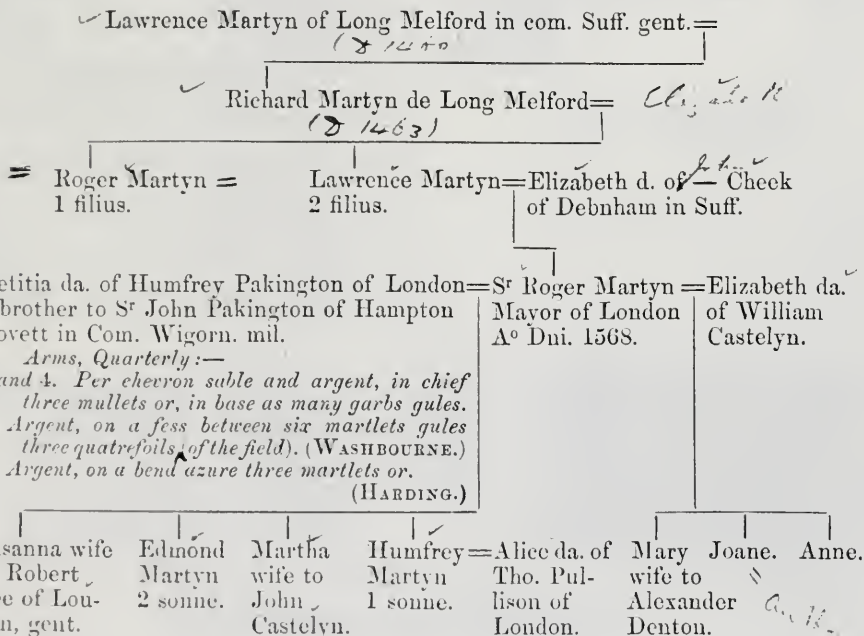 Lawrence Martyn of Long Melford in com. Suff. gent.=
Richard Martyn de Long Melford=
(D 1463)
= Roger Martyn = Lawrence Martyn=Elizabeth d. of — Cheek
1 filius. 2 filius. of Debnham in Suff.
etitia da. of Humfrey Pakington of London=Sr Roger Martyn=Elizabeth da.
brother to Sr John Pakington of Hampton Mayor of London of William
ovett in Com. Wigorn. mil. Ao Dni. 1568. Castelyn.
Arms, Quarterly:—
and 4. Per chevron sable and argent, in chief
three mullets or, in base as many garbs gules.
Argent, on a fess between six martlets gules
three quatrefoils of the field). (WASHBOURNE.)
Argent, on a bend azure three martlets or.
(HARDING.)
sanna wife Edmond Martha Humfrey=Alice da. of Mary Joane. Anne.
Robert Martyn wife to Martyn Tho. Pul- wife to
e of Lou- 2 sonne. John 1 sonne. lison of Alexander
n, gent. Castelyn. London. Denton.